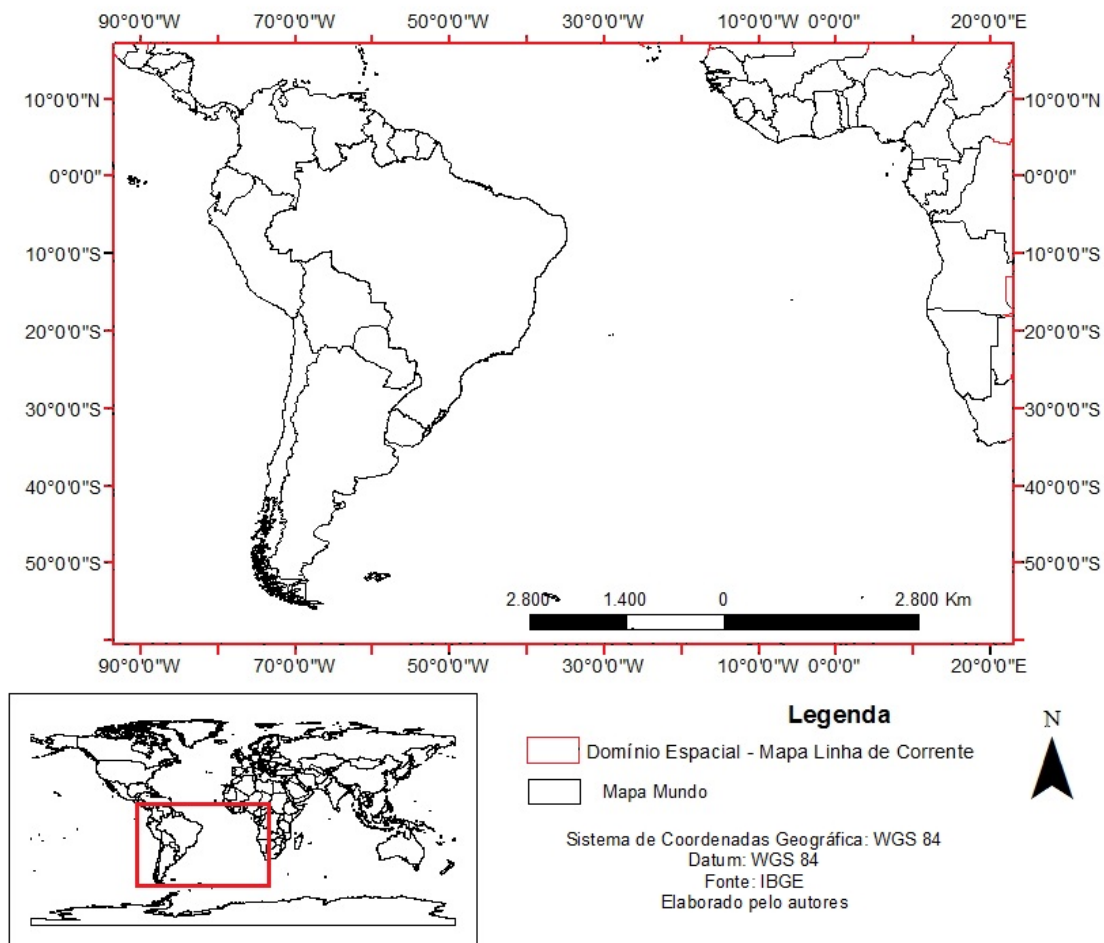 90°0'0"W 70°0'0"W 50°0'0"W 30°0'0"W 10°0'0"W 0°0'0" 20°0'0"E
10°0'0"N 10°0'0"N
0°0'0" 0°0'0"
10°0'0"S 10°0'0"S
20°0'0"S 20°0'0"S
30°0'0"S 30°0'0"S
40°0'0"S 40°0'0"S
50°0'0"S 50°0'0"S
2.800 1.400 0 2.800 Km
90°0'0"W 70°0'0"W 50°0'0"W 30°0'0"W 10°0'0"W 0°0'0" 20°0'0"E
Legenda
N
Domínio Espacial - Mapa Linha de Corrente
Mapa Mundo
Sistema de Coordenadas Geográfica: WGS 84
Datum: WGS 84
Fonte: IBGE
Elaborado pelo autores